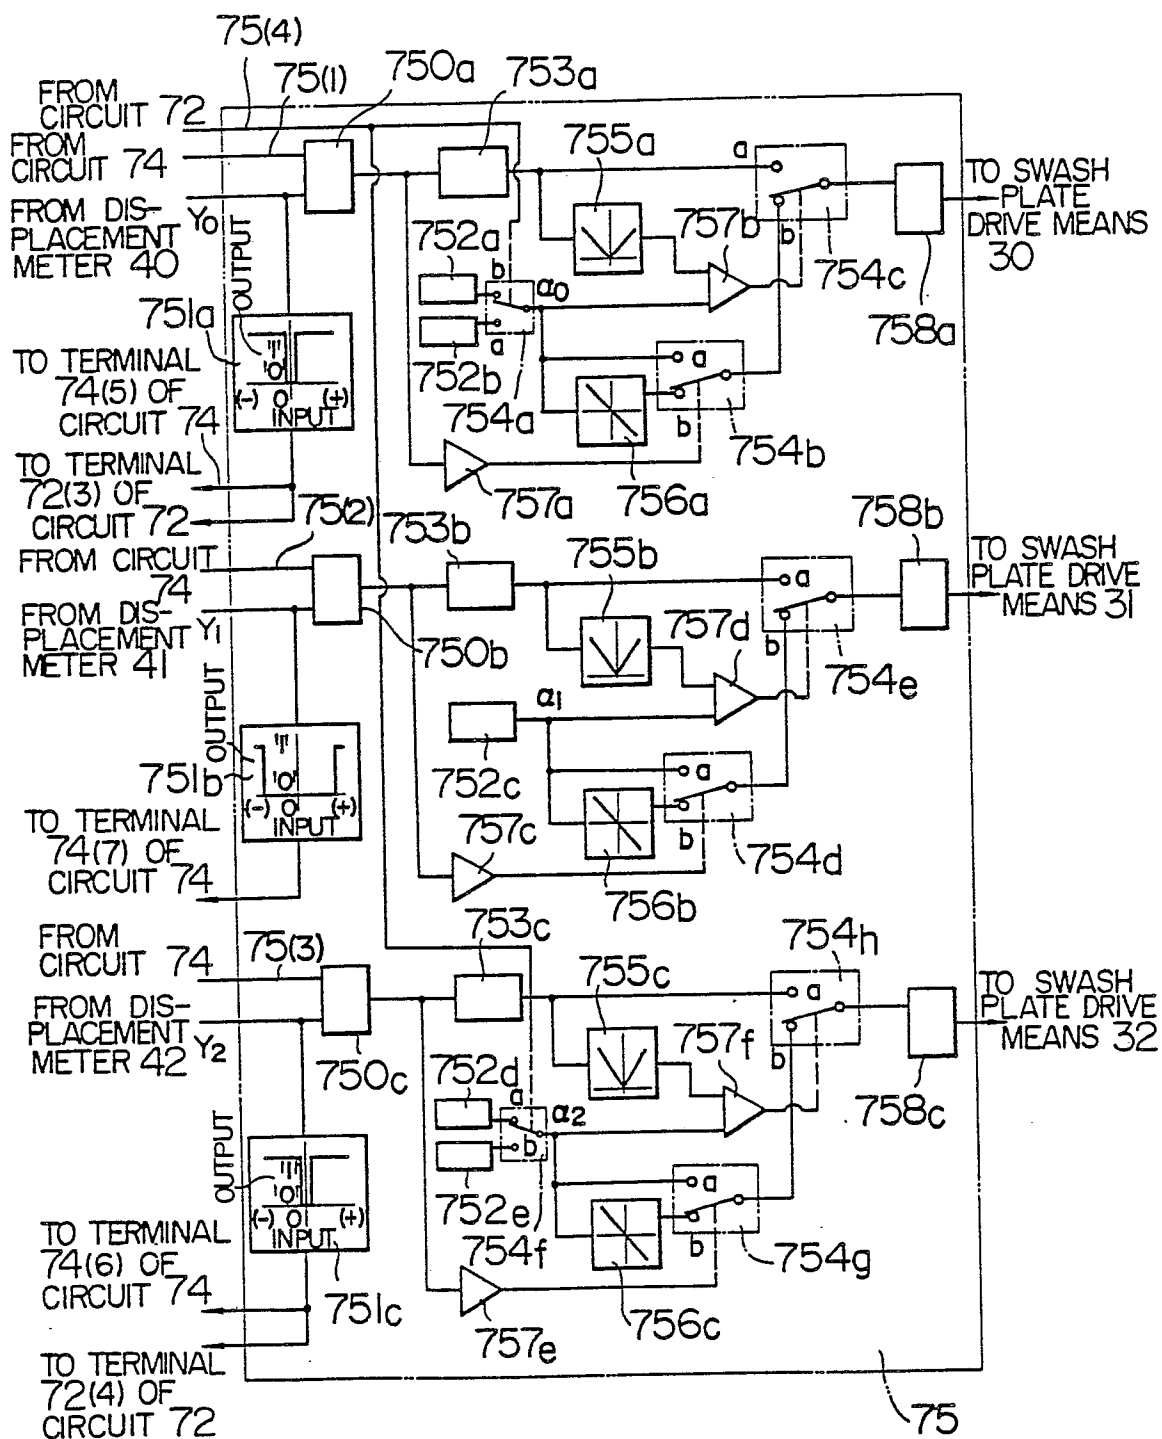 75(4)
750a
753a
75(1)
FROM
CIRCUIT 72
FROM
CIRCUIT 74
FROM DIS-
PLACEMENT
METER 40
Y0
755a
a
TO SWASH
PLATE
DRIVE MEANS
30
752a
b
α0
757b
b
754c
758a
OUTPUT
751a
"1"
"0"
(-) 0 (+)
INPUT
a
752b
754a
a
b
754b
TO TERMINAL
74(5) OF
CIRCUIT 74
TO TERMINAL
72(3) OF
CIRCUIT 72
757a
756a
75(2)
753b
758b
FROM CIRCUIT
74
755b
a
TO SWASH
PLATE DRIVE
MEANS 31
FROM DIS-
PLACEMENT
METER 41
Y1
750b
757d
b
754e
α1
OUTPUT
751b
"1"
"0"
(-) 0 (+)
INPUT
752c
a
b
754d
TO TERMINAL
74(7) OF
CIRCUIT 74
757c
756b
753c
754h
FROM
CIRCUIT 74
75(3)
755c
a
TO SWASH
PLATE DRIVE
MEANS 32
FROM DIS-
PLACEMENT
METER 42
Y2
750c
757f
b
752d
a
α2
758c
OUTPUT
"1"
"0"
(-) 0 (+)
INPUT
b
752e
754f
a
b
754g
TO TERMINAL
74(6) OF
CIRCUIT 74
751c
757e
756c
TO TERMINAL
72(4) OF
CIRCUIT 72
75